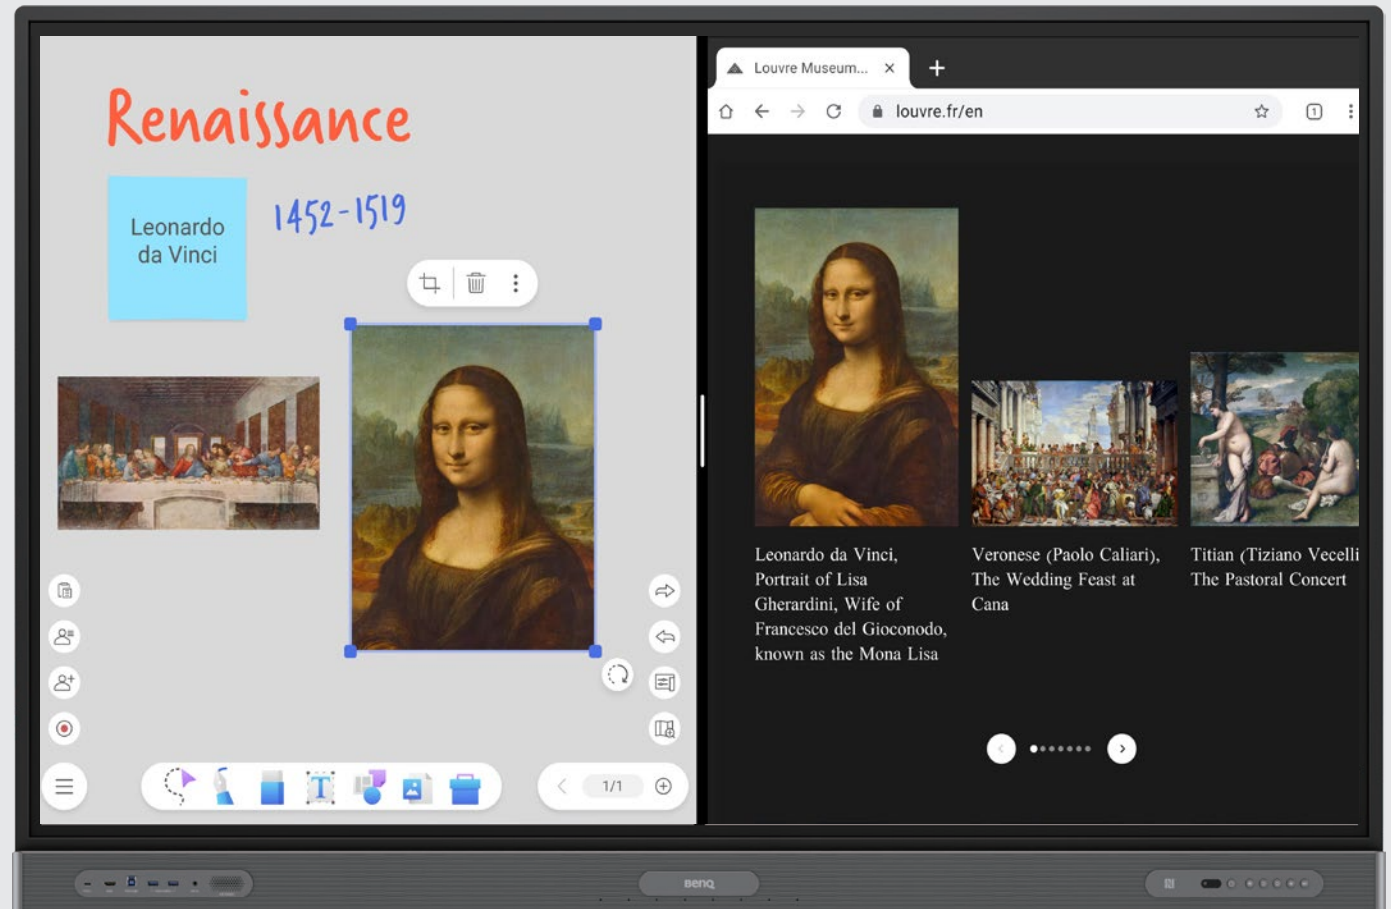 Renaissance
Leonardo
da Vinci
1452-1519
T
1/1
Louvre Museum...
louvre.fr/en
1
Leonardo da Vinci,
Portrait of Lisa
Gherardini, Wife of
Francesco del Gioconodo,
known as the Mona Lisa
Veronese (Paolo Caliari),
The Wedding Feast at
Cana
Titian (Tiziano Vecelli
The Pastoral Concert
BenQ